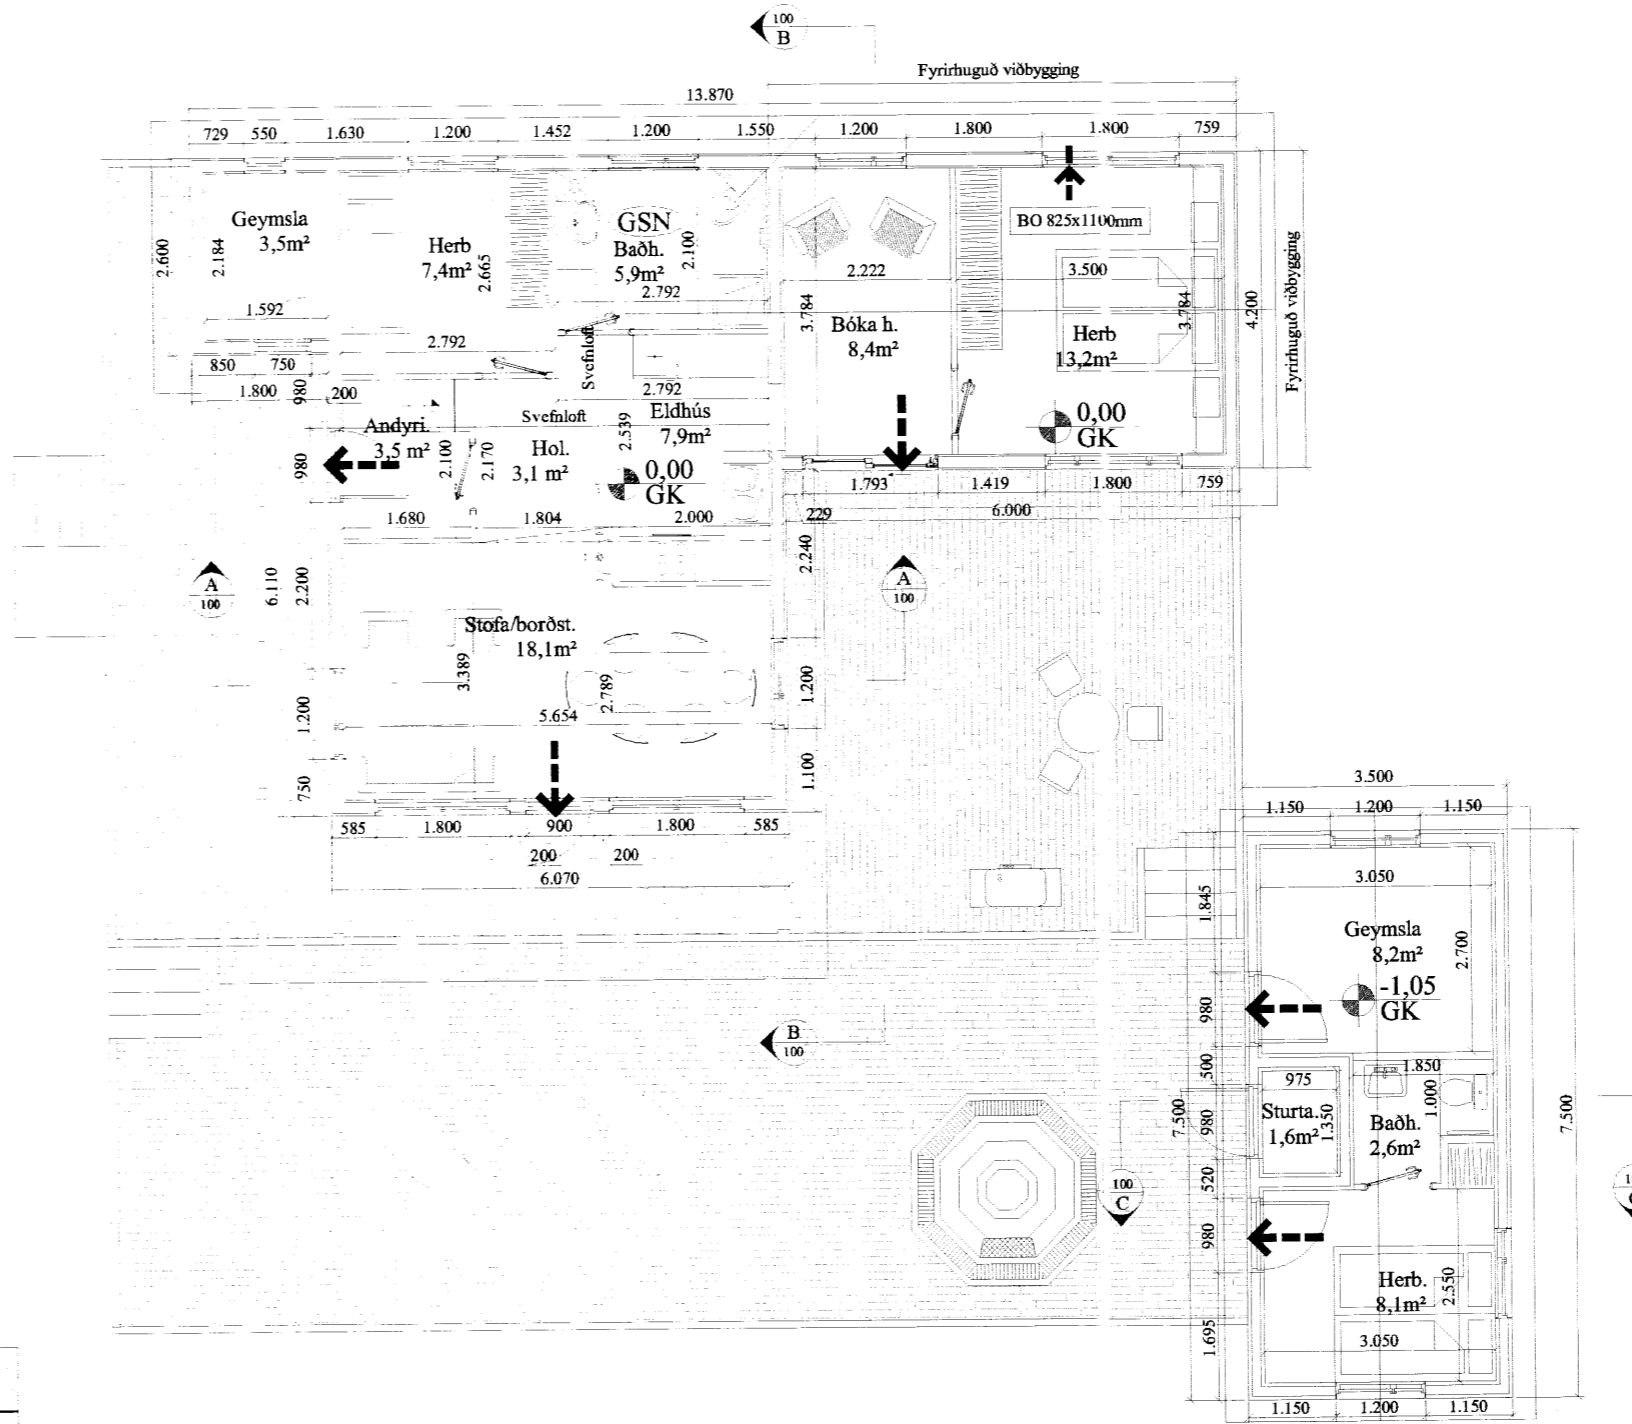 100
B
Fyrirhuguð viðbygging
13.870
729 550 1.630 1.200 1.452 1.200 1.550 1.200 1.800 1.800 759
Geymsla
3,5m²
2.600
2.184
1.592
Herb
7,4m²
2.665
2.792
GSN
Baðh.
5,9m²
2.100
2.792
BO 825x1100mm
2.222
3.500
3.784
Bóka h.
8,4m²
Herb
13,2m²
3.784
4.200
Fyrirhuguð viðbygging
850 750
1.800
980
200
Svefnloft
2.792
Svefnloft
Eldhús
7,9m²
2.539
Andyri.
3,5 m²
980
2.100
2.170
Hol.
3,1 m²
0,00
GK
0,00
GK
1.680 1.804 2.000
1.793 1.419 1.800 759
229
6.000
A
100
6.110
2.200
2.240
A
100
Stofa/borðst.
18,1m²
3.389
2.789
5.654
1.200
1.200
750
1.100
585 1.800 900 1.800 585
200 200
6.070
3.500
1.150 1.200 1.150
3.050
1.845
Geymsla
8,2m²
2.700
-1,05
GK
980
B
100
500
975
1.850
1.000
7.500
980
Sturta.
1,6m²
1.350
Baðh.
2,6m²
7.500
520
100
C
980
Herb.
8,1m²
2.550
3.050
1.695
1.150 1.200 1.150